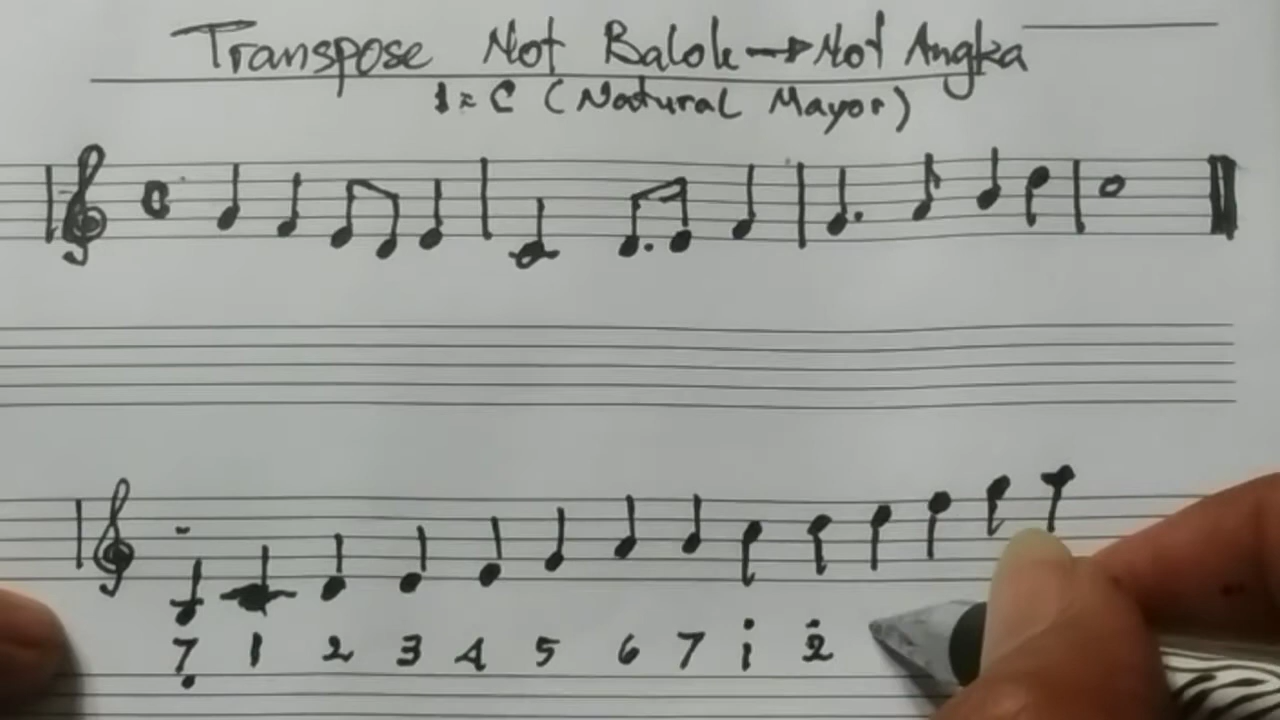 Transpose Not Balok → Not Angka
1 = C (Natural Mayor)
7̣ 1 2 3 4 5 6 7 1̇ 2̇